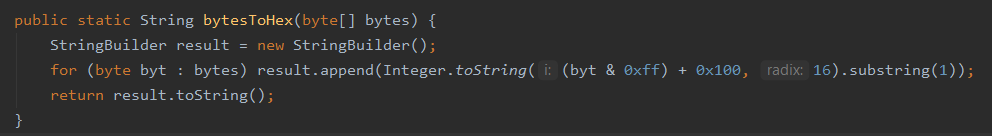 public static String bytesToHex(byte[] bytes) {
    StringBuilder result = new StringBuilder();
    for (byte byt : bytes) result.append(Integer.toString( i: (byt & 0xff) + 0x100, radix: 16).substring(1));
    return result.toString();
}